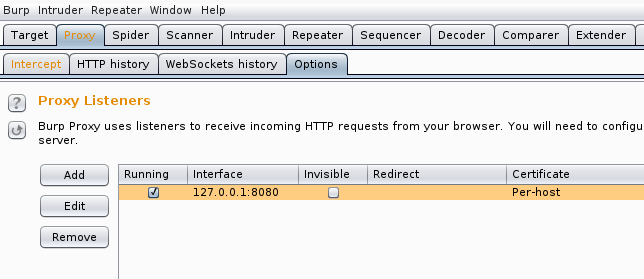 Burp Intruder Repeater Window Help
Target Proxy Spider Scanner Intruder Repeater Sequencer Decoder Comparer Extender
Intercept HTTP history WebSockets history Options
? Proxy Listeners
Burp Proxy uses listeners to receive incoming HTTP requests from your browser. You will need to configu
server.
Add Running Interface Invisible Redirect Certificate
127.0.0.1:8080 Per-host
Edit
Remove